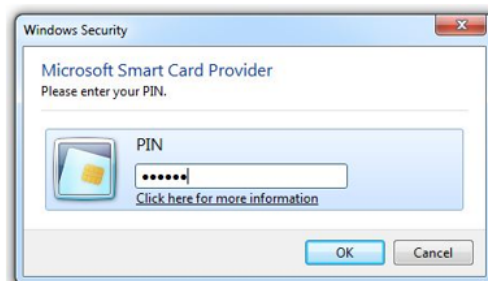 Windows Security
Microsoft Smart Card Provider
Please enter your PIN.
PIN
••••••
Click here for more information
OK
Cancel